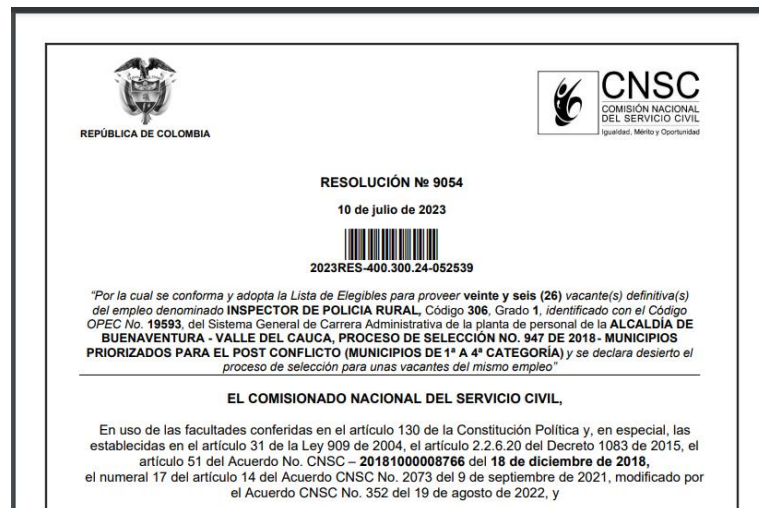 REPÚBLICA DE COLOMBIA
CNSC
COMISIÓN NACIONAL
DEL SERVICIO CIVIL
Igualdad, Mérito y Oportunidad
RESOLUCIÓN № 9054
10 de julio de 2023
2023RES-400.300.24-052539
“Por la cual se conforma y adopta la Lista de Elegibles para proveer veinte y seis (26) vacante(s) definitiva(s)
del empleo denominado INSPECTOR DE POLICIA RURAL, Código 306, Grado 1, identificado con el Código
OPEC No. 19593, del Sistema General de Carrera Administrativa de la planta de personal de la ALCALDÍA DE
BUENAVENTURA - VALLE DEL CAUCA, PROCESO DE SELECCIÓN NO. 947 DE 2018- MUNICIPIOS
PRIORIZADOS PARA EL POST CONFLICTO (MUNICIPIOS DE 1ª A 4ª CATEGORÍA) y se declara desierto el
proceso de selección para unas vacantes del mismo empleo”
EL COMISIONADO NACIONAL DEL SERVICIO CIVIL,
En uso de las facultades conferidas en el artículo 130 de la Constitución Política y, en especial, las
establecidas en el artículo 31 de la Ley 909 de 2004, el artículo 2.2.6.20 del Decreto 1083 de 2015, el
artículo 51 del Acuerdo No. CNSC – 20181000008766 del 18 de diciembre de 2018,
el numeral 17 del artículo 14 del Acuerdo CNSC No. 2073 del 9 de septiembre de 2021, modificado por
el Acuerdo CNSC No. 352 del 19 de agosto de 2022, y